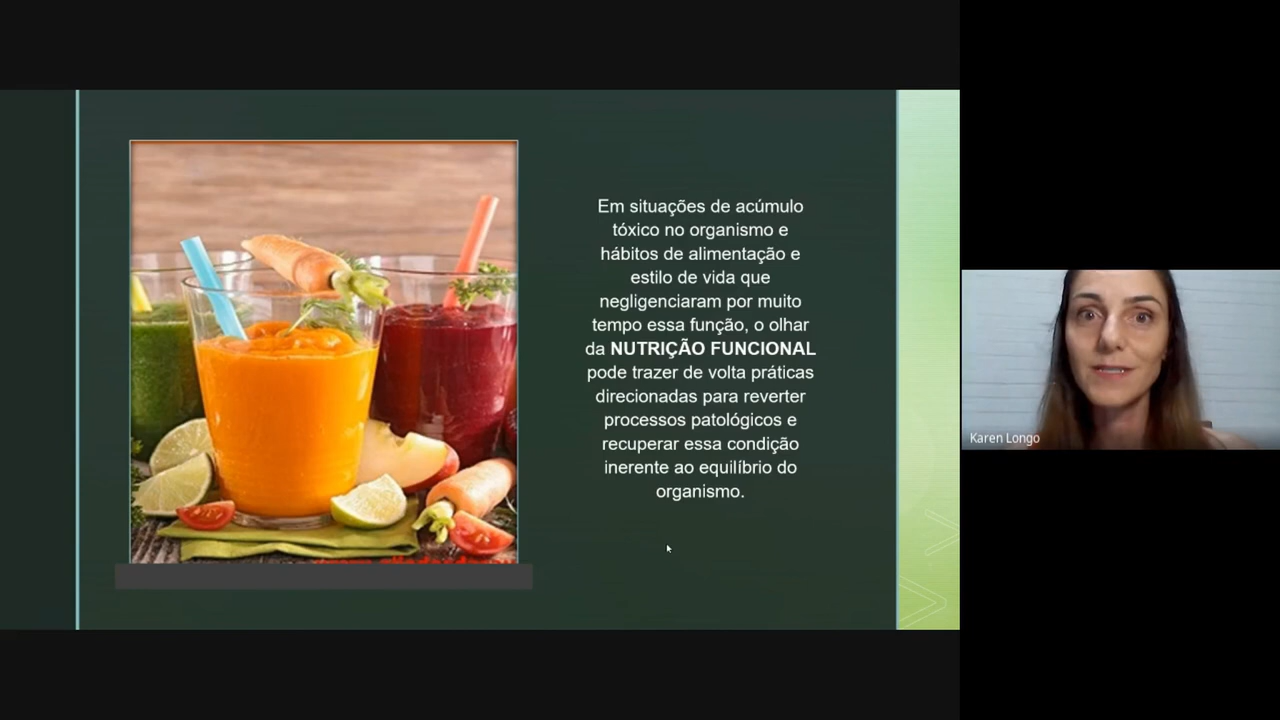 Em situações de acúmulo
tóxico no organismo e
hábitos de alimentação e
estilo de vida que
negligenciaram por muito
tempo essa função, o olhar
da NUTRIÇÃO FUNCIONAL
pode trazer de volta práticas
direcionadas para reverter
processos patológicos e
recuperar essa condição
inerente ao equilíbrio do
organismo.
Karen Longo